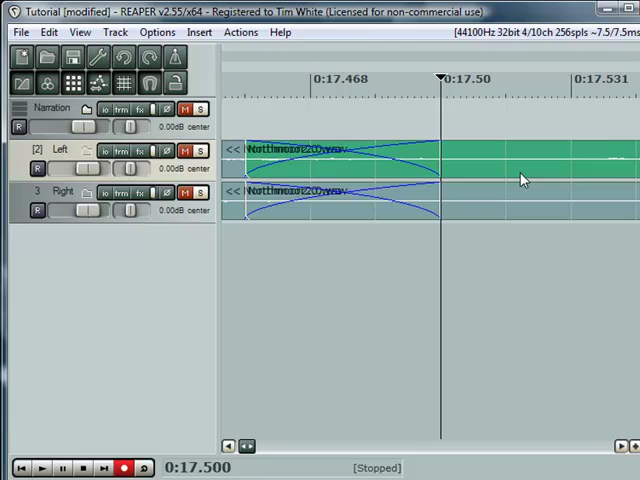 Tutorial [modified] - REAPER v2.55/x64 - Registered to Tim White (Licensed for non-commercial use)
File Edit View Track Options Insert Actions Help
[44100Hz 32bit 4/10ch 256spls ~7.5/7.5ms
0:17.468 0:17.50 0:17.531
Narration io trm fx Ø M S
R 0.00dB center
[2] Left io trm fx Ø M S
R 0.00dB center
3 Right io trm fx Ø M S
R 0.00dB center
<<
<<
0:17.500 [Stopped]